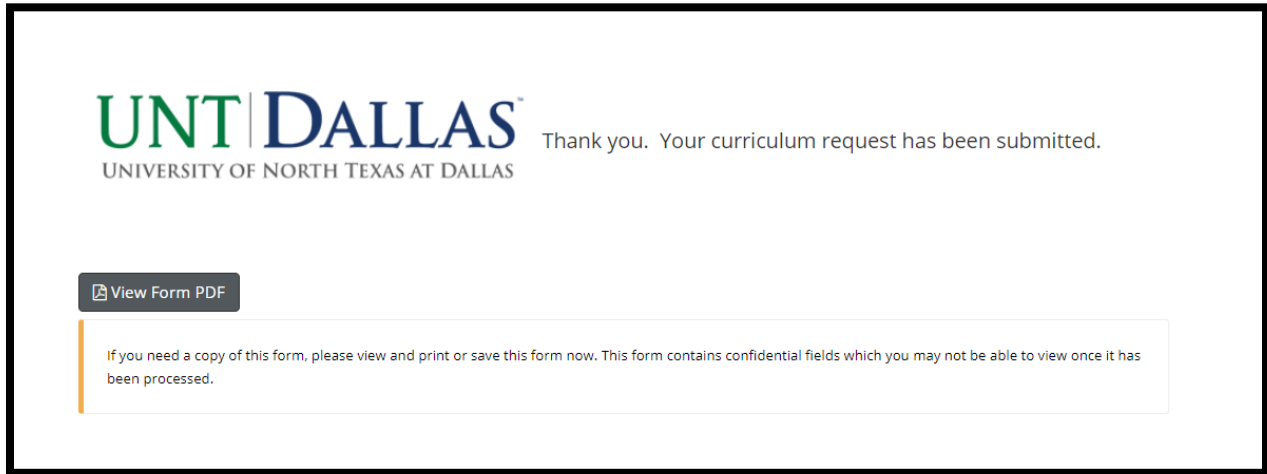 UNT DALLAS™
UNIVERSITY OF NORTH TEXAS AT DALLAS
Thank you. Your curriculum request has been submitted.
View Form PDF
If you need a copy of this form, please view and print or save this form now. This form contains confidential fields which you may not be able to view once it has
been processed.